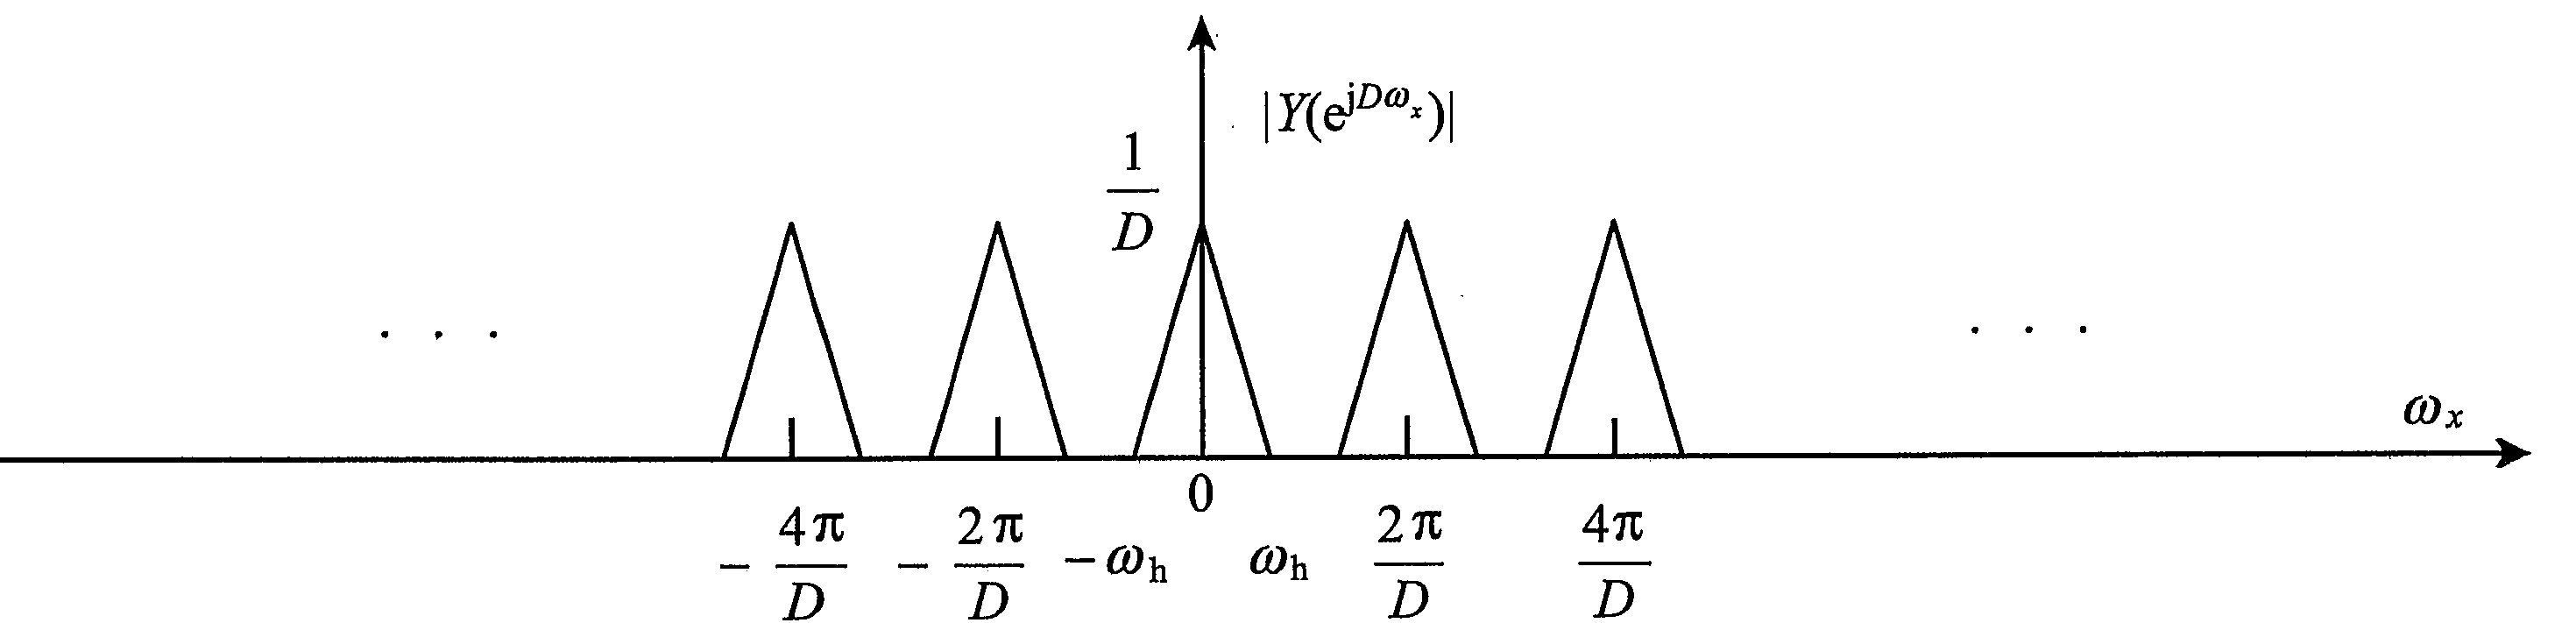 |Y(e^{jDω_x})|
1/D
· · ·
· · ·
ω_x
0
-4π/D -2π/D -ω_h ω_h 2π/D 4π/D